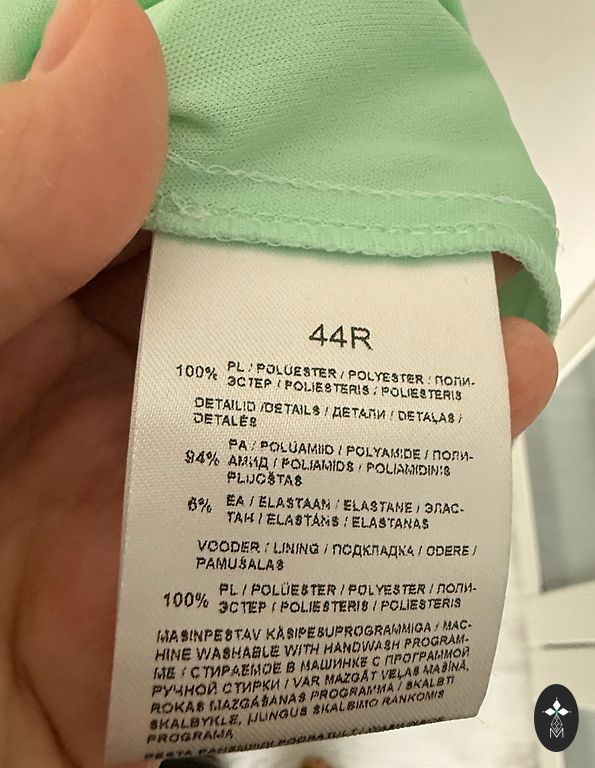 44R
100% PL / POLÜESTER / POLYESTER / ПОЛИ-
ЭСТЕР / POLIESTERIS / POLIESTERIS
DETAILID /DETAILS / ДЕТАЛИ / DETAĻAS /
DETALĖS
94% PA / POLÜAMIID / POLYAMIDE / ПОЛИ-
АМИД / POLIAMIDS / POLIAMIDINIS
PLUOŠTAS
6% EA / ELASTAAN / ELASTANE / ЭЛАС-
ТАН / ELASTĀNS / ELASTANAS
VOODER / LINING / ПОДКЛАДКА / ODERE /
PAMUŠALAS
100% PL / POLÜESTER / POLYESTER / ПОЛИ-
ЭСТЕР / POLIESTERIS / POLIESTERIS
MASINPESTAV KÄSIPESUPROGRAMMIGA / MAC-
HINE WASHABLE WITH HANDWASH PROGRAM-
ME / СТИРАЕМОЕ В МАШИНКЕ С ПРОГРАММОЙ
РУЧНОЙ СТИРКИ / VAR MAZGĀT VEĻAS MAŠĪNĀ,
ROKAS MAZGĀŠANAS PROGRAMMA / SKALBTI
SKALBYKLE, ĮJUNGUS SKALBIMO RANKOMIS
PROGRAMĄ
M